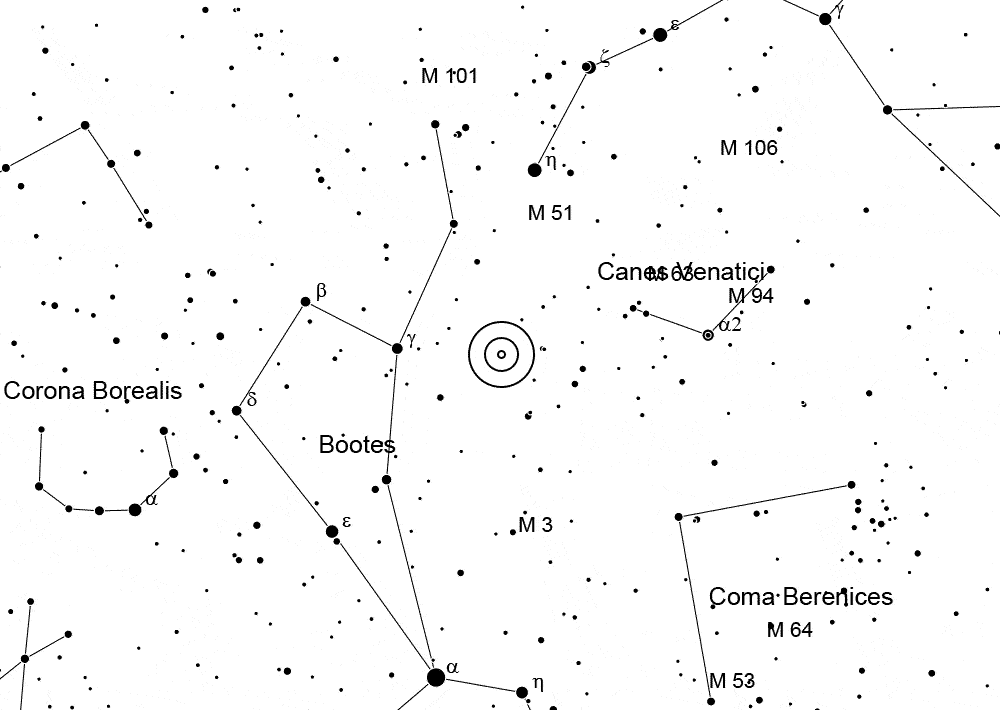 γ
ε
ζ
M 101
M 106
η
M 51
Canes Venatici
M 63
M 94
β
α2
γ
Corona Borealis
δ
Bootes
α
ε
M 3
Coma Berenices
M 64
α
M 53
η